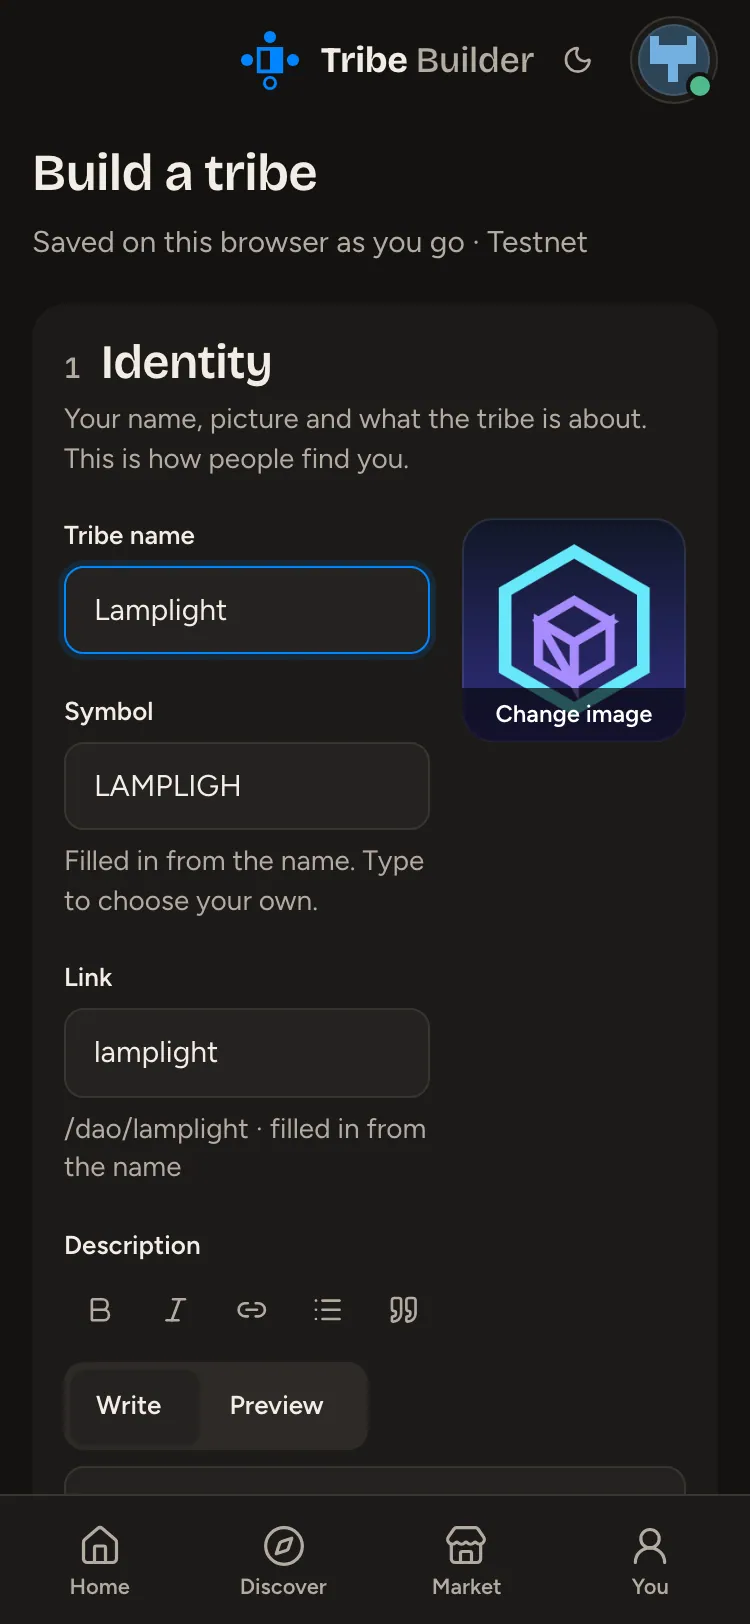 Tribe Builder
Build a tribe
Saved on this browser as you go · Testnet
1 Identity
Your name, picture and what the tribe is about.
This is how people find you.
Tribe name
Lamplight
Change image
Symbol
LAMPLIGH
Filled in from the name. Type
to choose your own.
Link
lamplight
/dao/lamplight · filled in from
the name
Description
Write
Preview
Home
Discover
Market
You